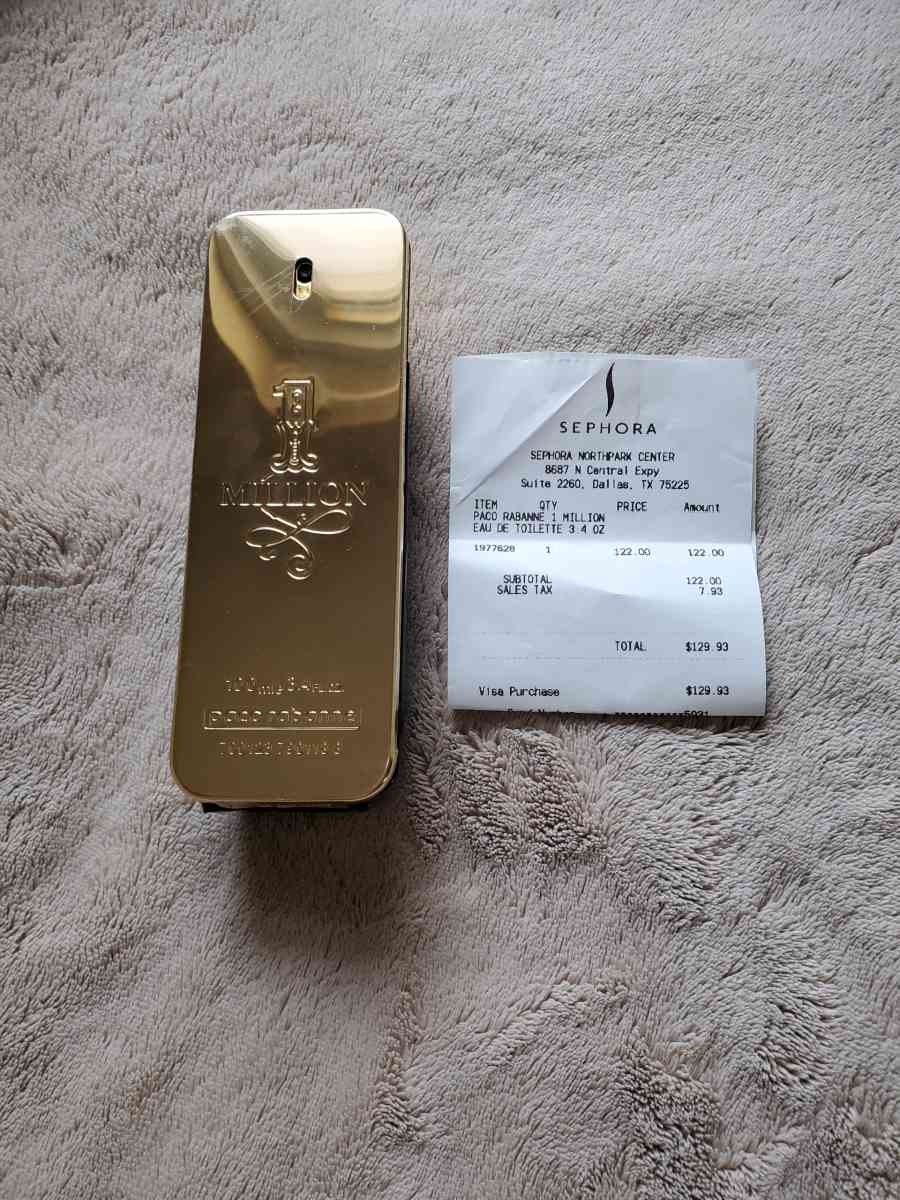 1
MILLION
100 ml e 3.4 FL.OZ.
paco rabanne
SEPHORA
SEPHORA NORTHPARK CENTER
8687 N Central Expy
Suite 2260, Dallas, TX 75225
ITEM QTY PRICE Amount
PACO RABANNE 1 MILLION
EAU DE TOILETTE 3.4 OZ
1977628 1 122.00 122.00
SUBTOTAL 122.00
SALES TAX 7.93
TOTAL $129.93
Visa Purchase $129.93